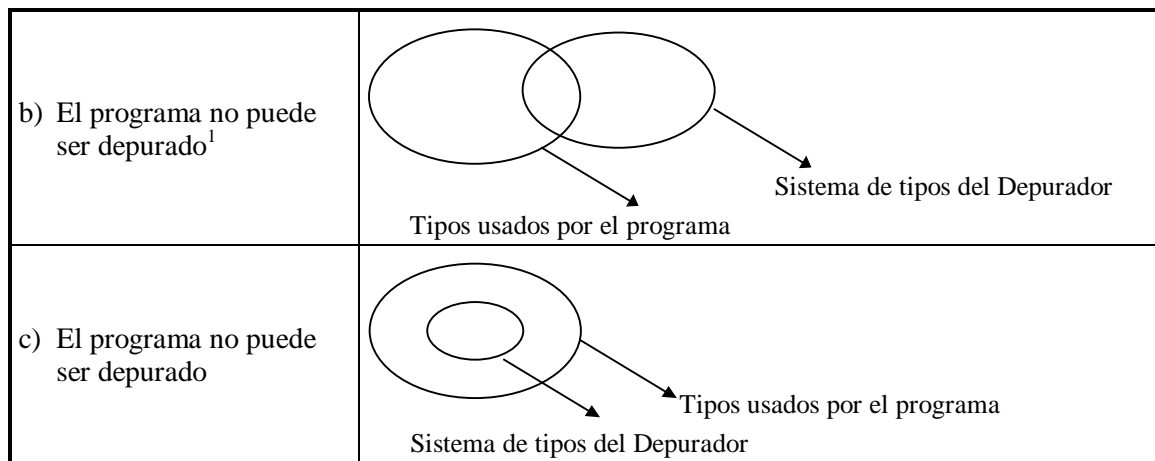 b) El programa no puede
ser depurado¹
Sistema de tipos del Depurador
Tipos usados por el programa
c) El programa no puede
ser depurado
Tipos usados por el programa
Sistema de tipos del Depurador